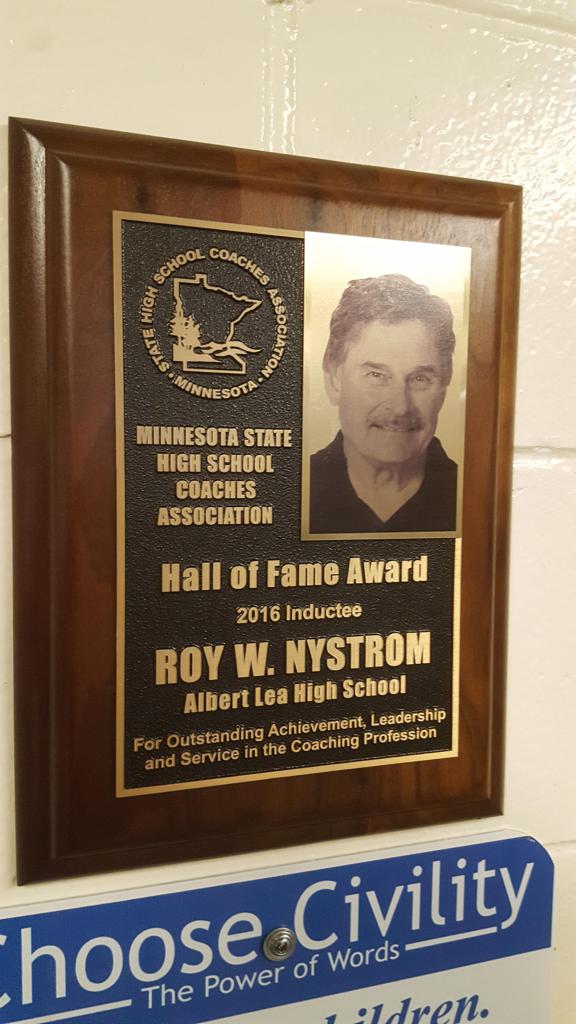 STATE HIGH SCHOOL COACHES ASSOCIATION
• MINNESOTA •
MINNESOTA STATE
HIGH SCHOOL
COACHES
ASSOCIATION
Hall of Fame Award
2016 Inductee
ROY W. NYSTROM
Albert Lea High School
For Outstanding Achievement, Leadership
and Service in the Coaching Profession
Choose Civility
The Power of Words